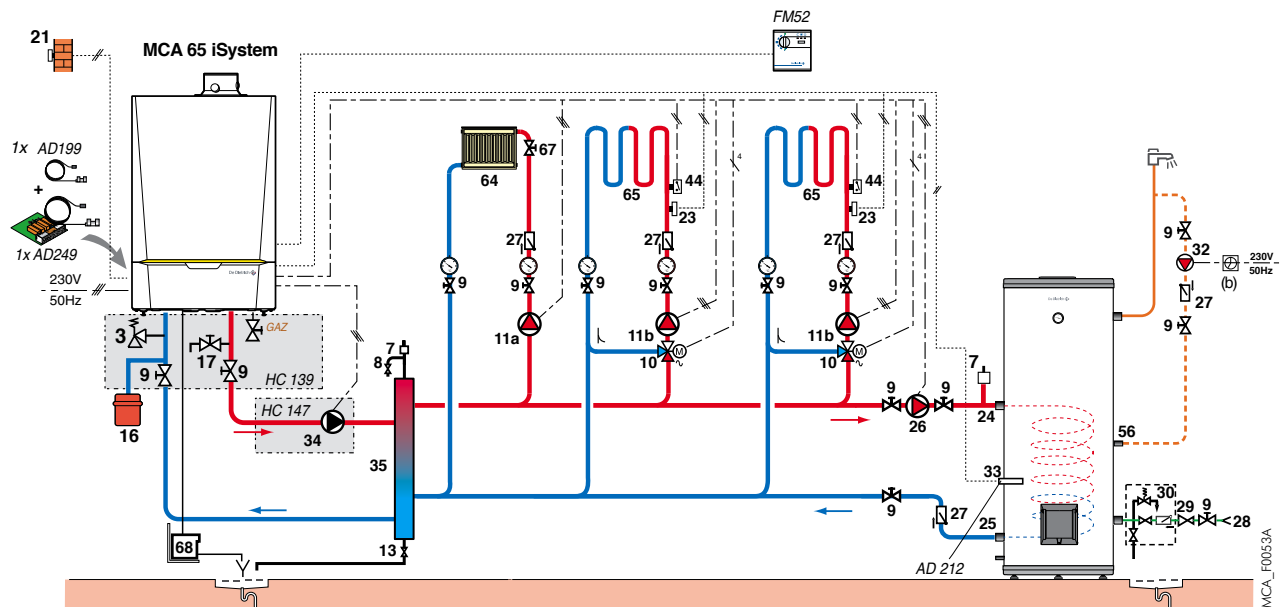 FM52
21
MCA 65 iSystem
1x AD199
+
1x AD249
230V
50Hz
67
64
65
44
23
65
44
23
27
27
27
9
9
9
9
9
9
11a
11b
11b
10
M
~
10
M
~
4
4
3
17
GAZ
9
9
HC 139
16
HC 147
34
7
8
35
13
68
9
9
26
7
24
33
9
27
25
AD 212
56
9
32
230V
50Hz
(b)
27
9
30
29
9
28
MCA_F0053A